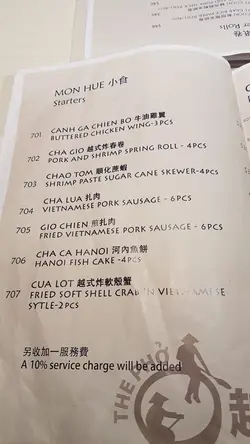 MON HUE 小食
Starters
701 CANH GA CHIEN BO 牛油雞翼
BUTTERED CHICKEN WING-3PCS
702 CHA GIO 越式炸春卷
PORK AND SHRIMP SPRING ROLL - 4PCS
703 CHAO TOM 順化蔗蝦
SHRIMP PASTE SUGAR CANE SKEWER-4PCS
704 CHA LUA 扎肉
VIETNAMESE PORK SAUSAGE - 6PCS
705 GIO CHIEN 煎扎肉
FRIED VIETNAMESE PORK SAUSAGE - 6PCS
706 CHA CA HANOI 河內魚餅
HANOI FISH CAKE -4PCS
707 CUA LOT 越式炸軟殼蟹
FRIED SOFT SHELL CRAB IN VIETNAMESE
SYTLE-2PCS
另收加一服務費
A 10% service charge will be added
THE PHỞ